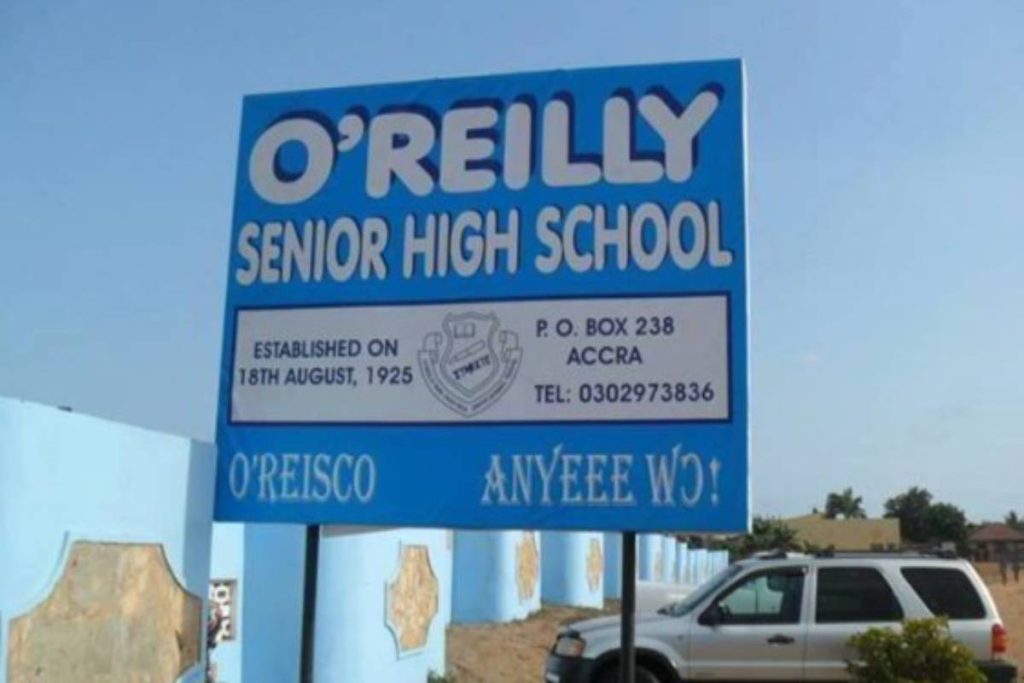 O'REILLY
SENIOR HIGH SCHOOL
ESTABLISHED ON
18TH AUGUST, 1925
P. O. BOX 238
ACCRA
TEL: 0302973836
O'REISCO
ANYEEE WƆ!